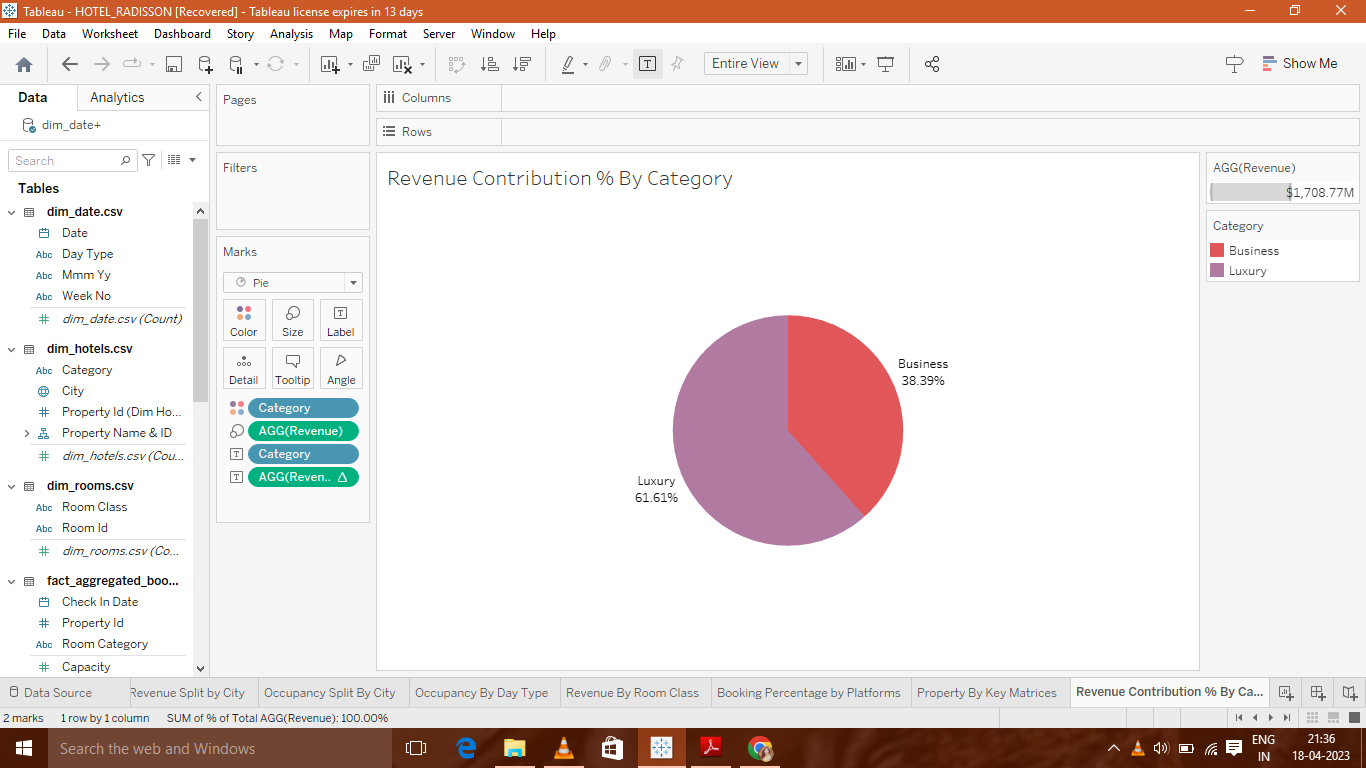 Tableau - HOTEL_RADISSON [Recovered] - Tableau license expires in 13 days
File Data Worksheet Dashboard Story Analysis Map Format Server Window Help
Entire View
Show Me
Data Analytics
dim_date+
Search
Tables
dim_date.csv
Date
Abc Day Type
Abc Mmm Yy
Abc Week No
dim_date.csv (Count)
dim_hotels.csv
Abc Category
City
Property Id (Dim Ho...
Property Name & ID
dim_hotels.csv (Cou...
dim_rooms.csv
Abc Room Class
Abc Room Id
dim_rooms.csv (Co...
fact_aggregated_boo...
Check In Date
Property Id
Abc Room Category
Capacity
Pages
Filters
Marks
Pie
Color Size Label
Detail Tooltip Angle
Category
AGG(Revenue)
Category
AGG(Reven..
Columns
Rows
Revenue Contribution % By Category
Business
38.39%
Luxury
61.61%
AGG(Revenue)
$1,708.77M
Category
Business
Luxury
Data Source Revenue Split by City Occupancy Split By City Occupancy By Day Type Revenue By Room Class Booking Percentage by Platforms Property By Key Matrices Revenue Contribution % By Ca...
2 marks 1 row by 1 column SUM of % of Total AGG(Revenue): 100.00%
Search the web and Windows
ENG
IN
21:36
18-04-2023